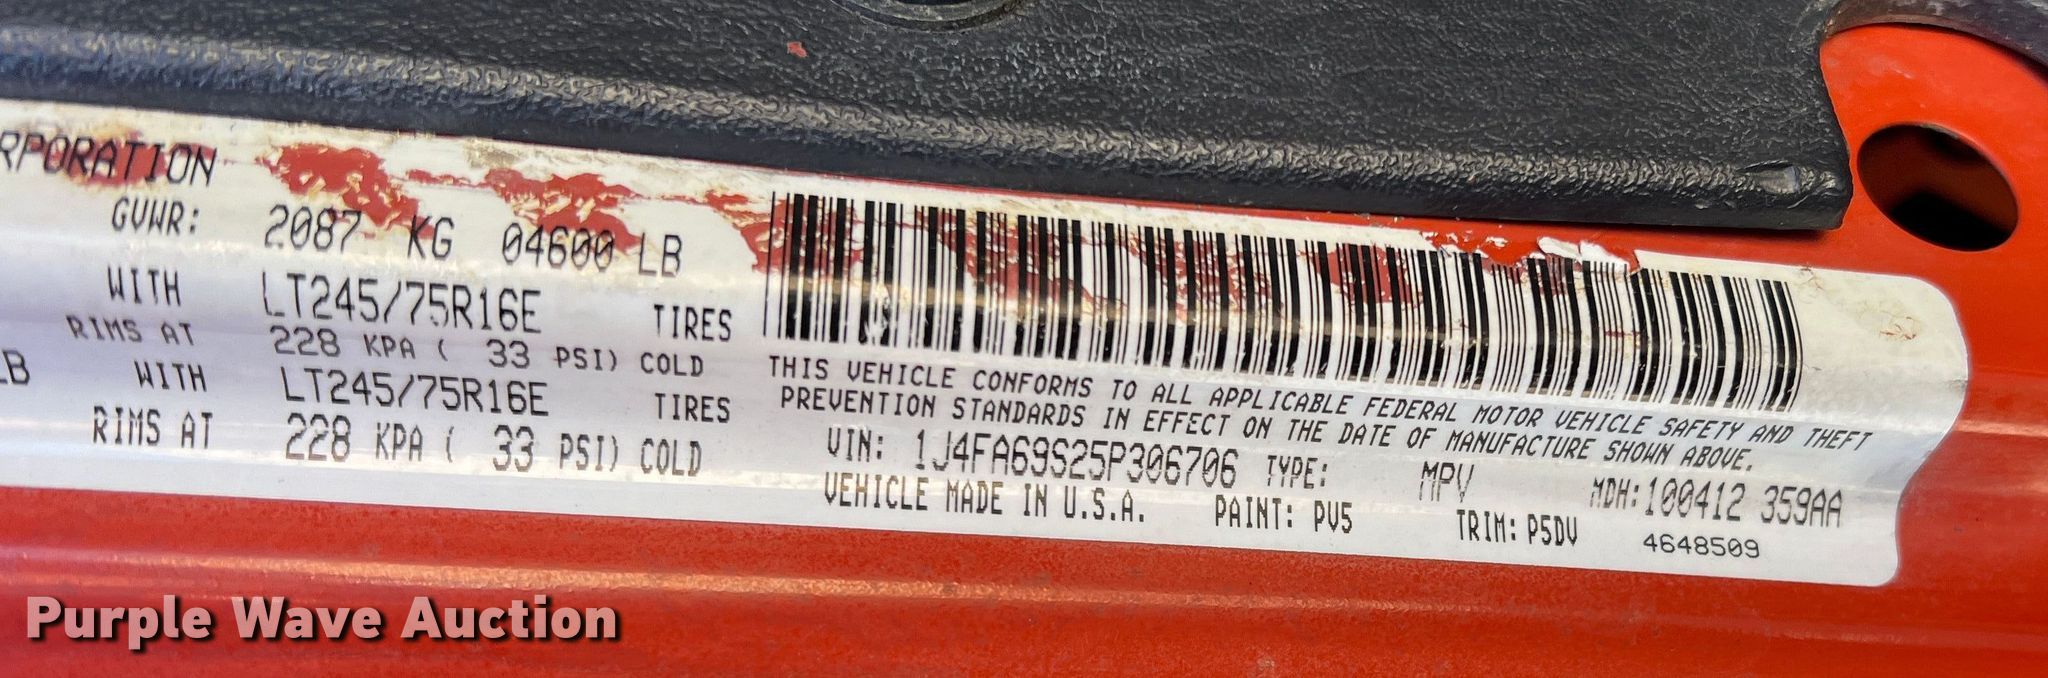 RPORATION
GVWR: 2087 KG 04600 LB
WITH LT245/75R16E TIRES
RIMS AT 228 KPA ( 33 PSI) COLD
LB WITH LT245/75R16E TIRES
RIMS AT 228 KPA ( 33 PSI) COLD
THIS VEHICLE CONFORMS TO ALL APPLICABLE FEDERAL MOTOR VEHICLE SAFETY AND THEFT
PREVENTION STANDARDS IN EFFECT ON THE DATE OF MANUFACTURE SHOWN ABOVE.
VIN: 1J4FA69S25P306706 TYPE: MPV MDH:100412 359AA
VEHICLE MADE IN U.S.A. PAINT: PV5 TRIM: P5DV 4648509
Purple Wave Auction